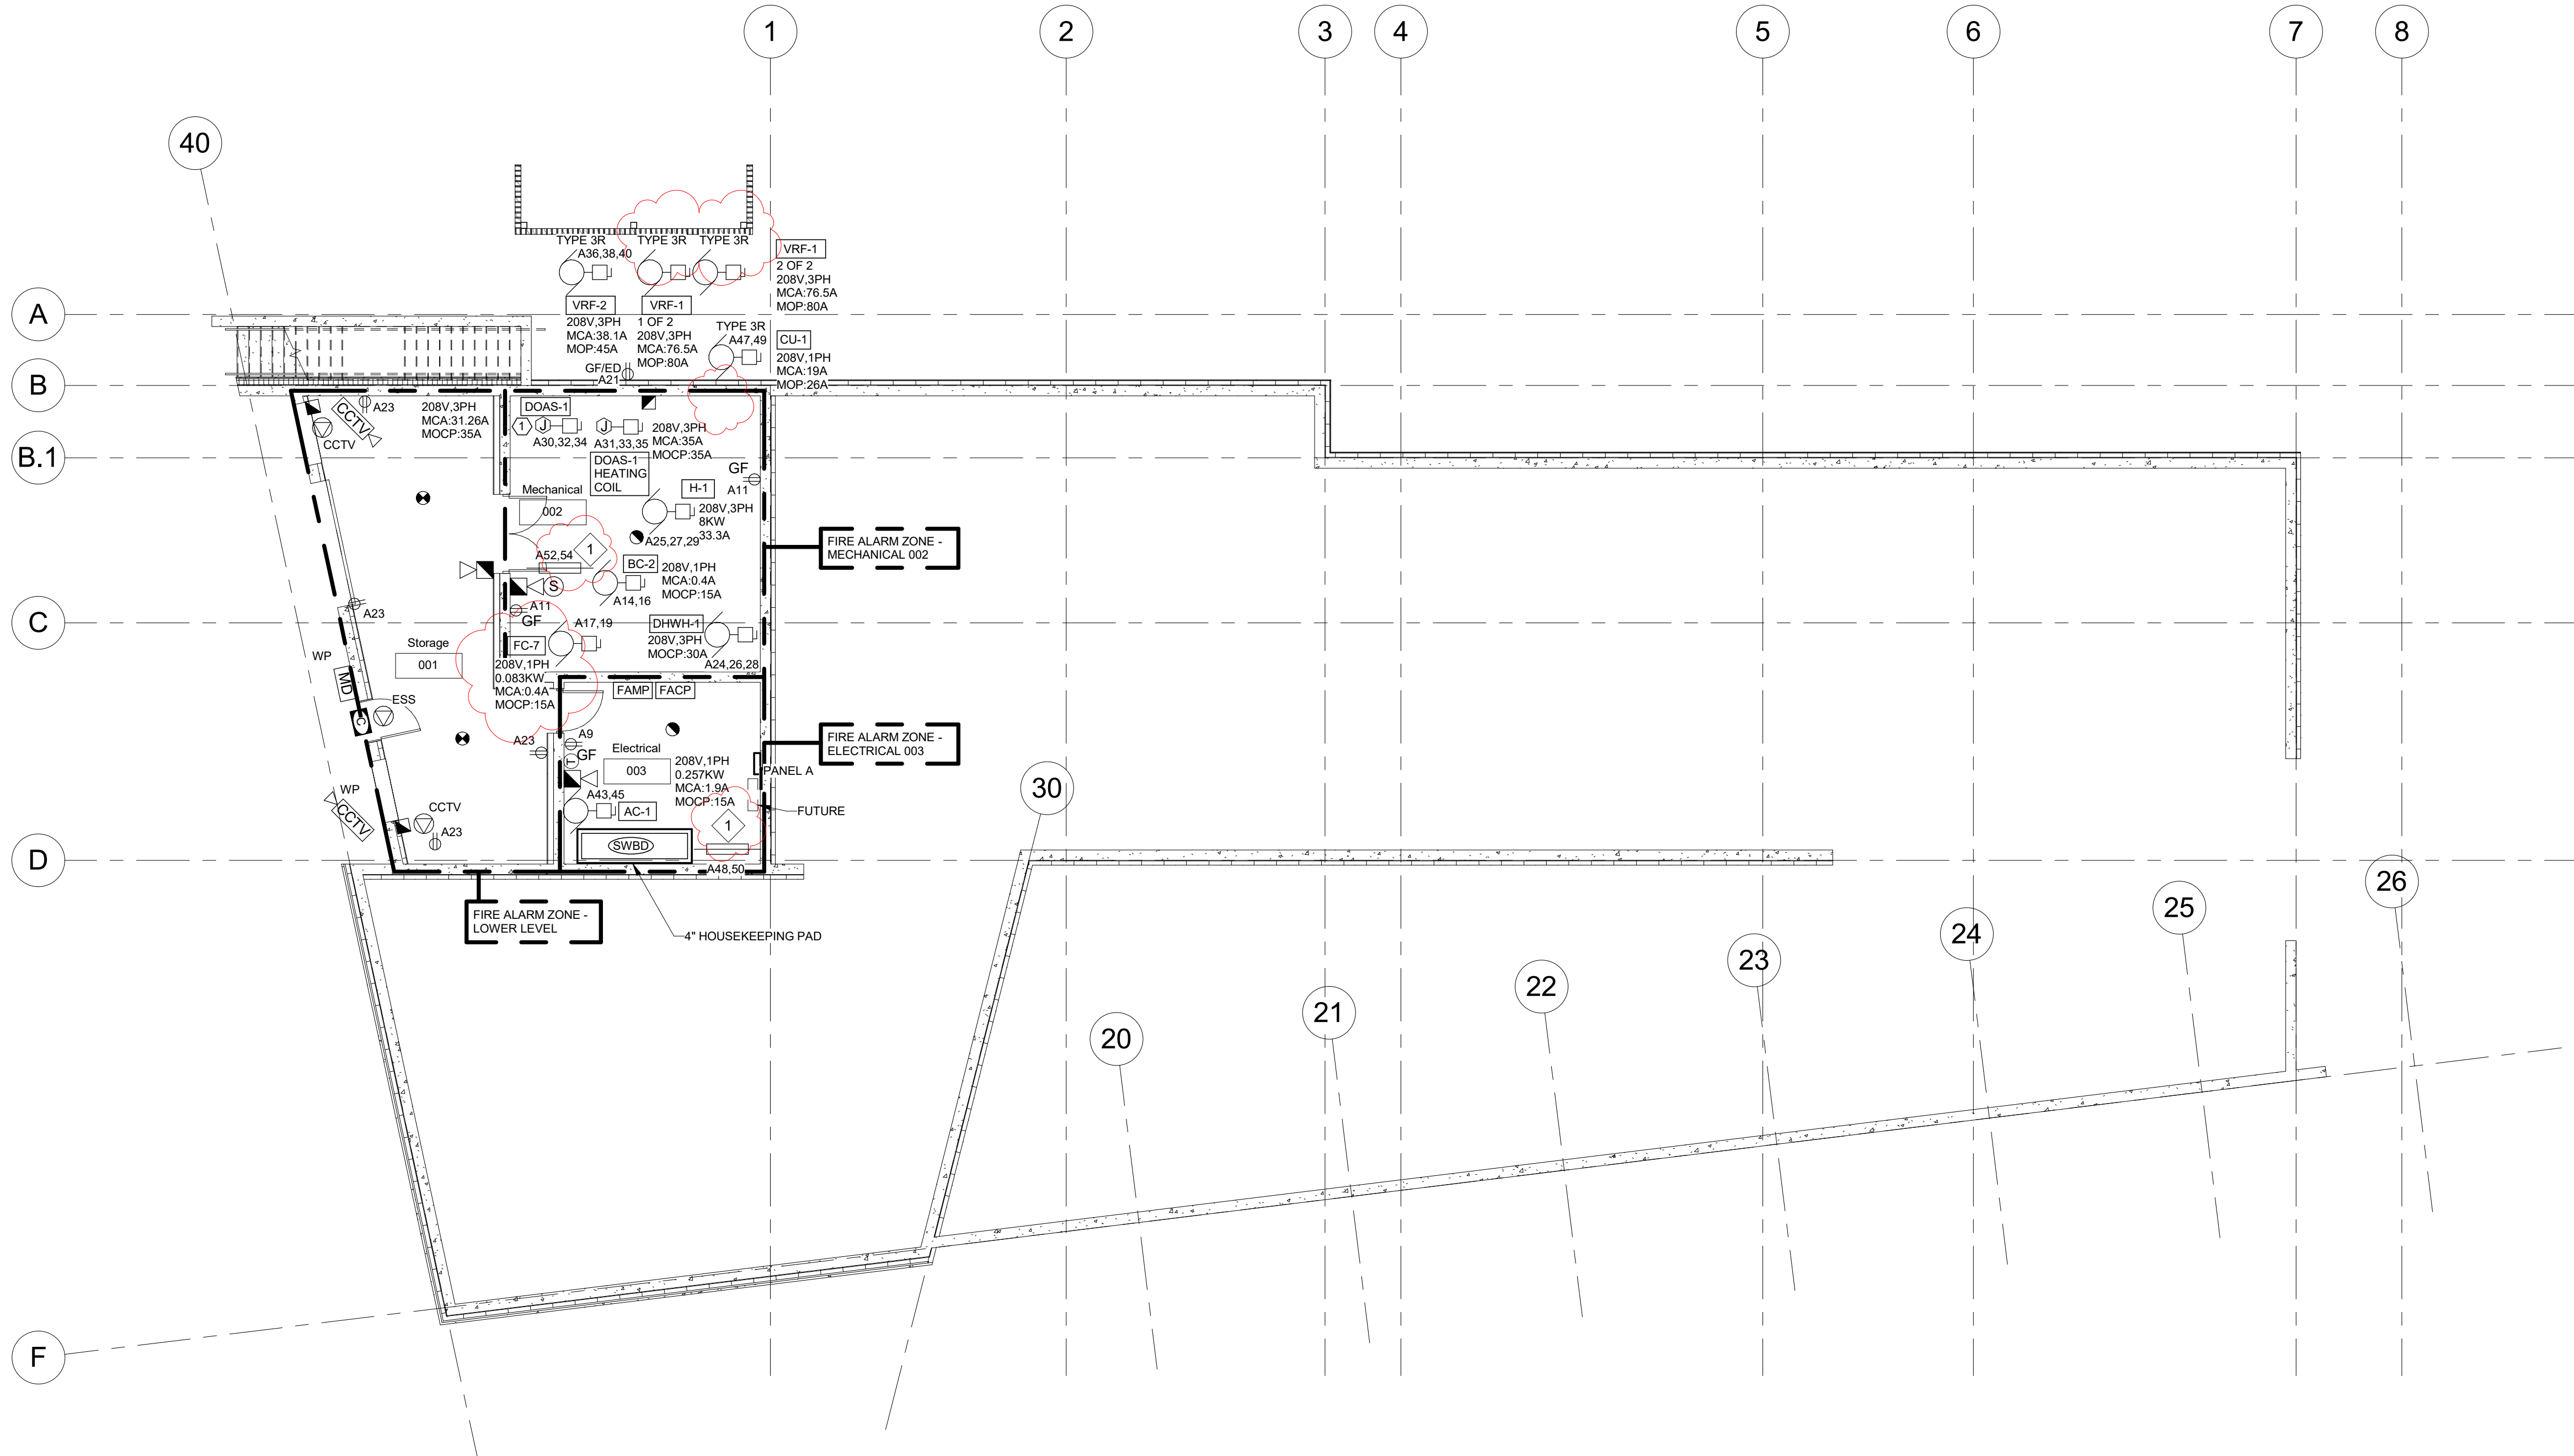 1
2
3
4
5
6
7
8
40
TYPE 3R
TYPE 3R
TYPE 3R
A36,38,40
VRF-1
2 OF 2
208V,3PH
MCA:76.5A
MOP:80A
VRF-2
208V,3PH
MCA:38.1A
MOP:45A
VRF-1
1 OF 2
208V,3PH
MCA:76.5A
MOP:80A
A
TYPE 3R
A47,49
CU-1
208V,1PH
MCA:19A
MOP:26A
GF/ED
A21
B
A23
CCTV
CCTV
208V,3PH
MCA:31.26A
MOCP:35A
DOAS-1
1
J
A30,32,34
J
A31,33,35
208V,3PH
MCA:35A
MOCP:35A
DOAS-1
HEATING
COIL
B.1
GF
A11
Mechanical
002
H-1
208V,3PH
8KW
33.3A
A25,27,29
FIRE ALARM ZONE -
MECHANICAL 002
1
A52,54
S
BC-2
208V,1PH
MCA:0.4A
MOCP:15A
A14,16
A11
GF
A23
C
A17,19
FC-7
208V,1PH
0.083KW
MCA:0.4A
MOCP:15A
DHWH-1
208V,3PH
MOCP:30A
A24,26,28
Storage
001
WP
MD
C
ESS
FAMP
FACP
A23
A9
GF
T
Electrical
003
208V,1PH
0.257KW
MCA:1.9A
MOCP:15A
PANEL A
FUTURE
FIRE ALARM ZONE -
ELECTRICAL 003
A43,45
AC-1
1
WP
CCTV
CCTV
A23
SWBD
A48,50
D
30
FIRE ALARM ZONE -
LOWER LEVEL
4" HOUSEKEEPING PAD
20
21
22
23
24
25
26
F